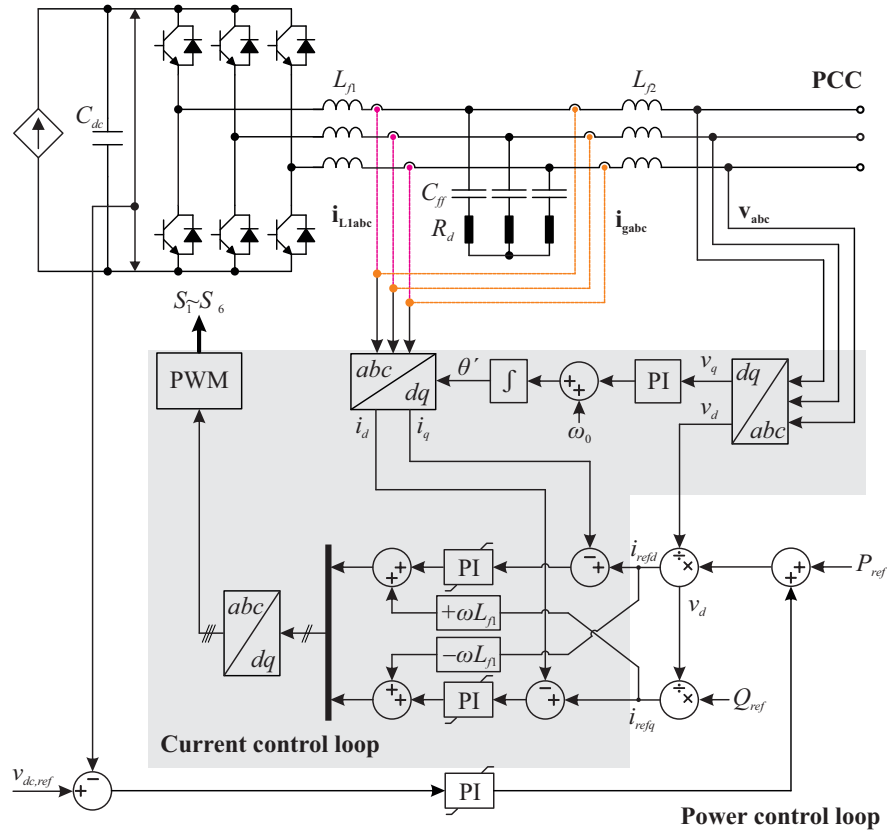 L_f1
L_f2
PCC
C_dc
C_ff
R_d
i_L1abc
i_gabc
v_abc
S_1~S_6
PWM
abc
dq
θ´
∫
+
+
ω_0
PI
v_q
v_d
dq
abc
i_d
i_q
i_refd
÷
×
+
+
P_ref
PI
+
+
-
+
v_d
+ωL_f1
-ωL_f1
abc
dq
+
+
PI
-
+
i_refq
÷
×
Q_ref
Current control loop
v_dc,ref
+
-
PI
Power control loop